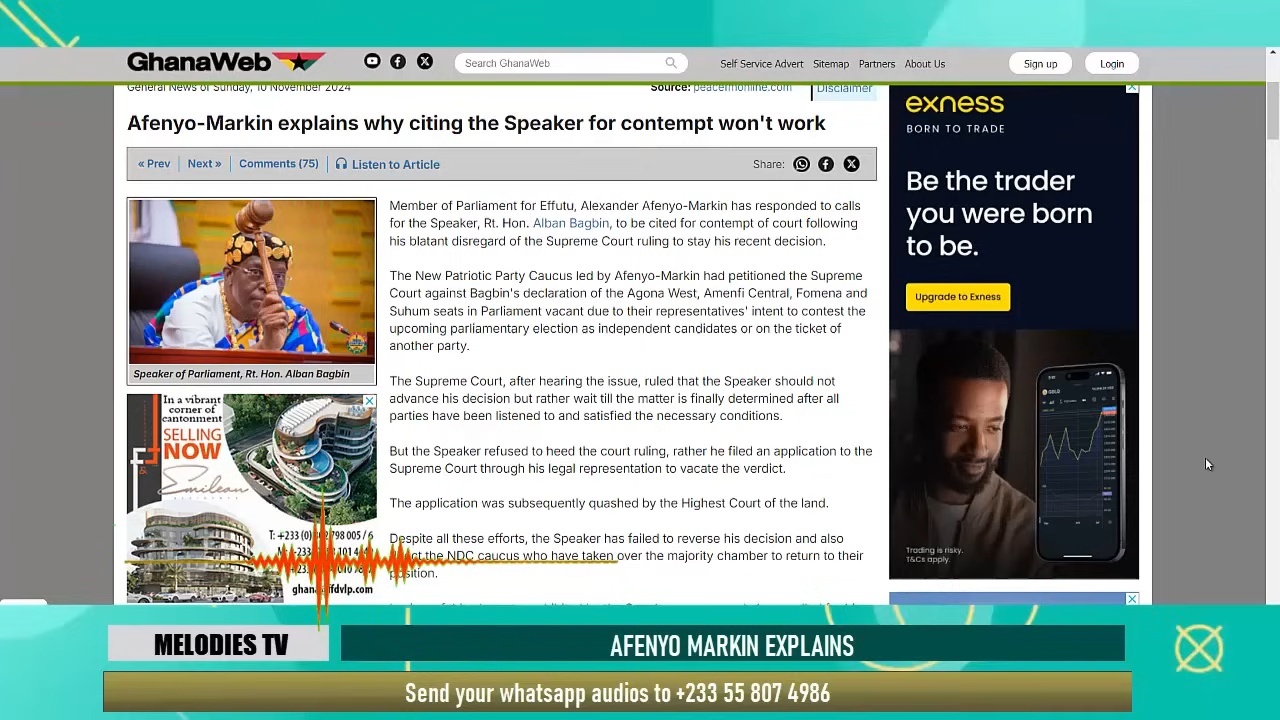 GhanaWeb
Search GhanaWeb
Self Service Advert
Sitemap
Partners
About Us
Sign up
Login
General News of Sunday, 10 November 2024
Source: peacefmonline.com
Disclaimer
Afenyo-Markin explains why citing the Speaker for contempt won't work
« Prev
Next »
Comments (75)
Listen to Article
Share:
Member of Parliament for Effutu, Alexander Afenyo-Markin has responded to calls
for the Speaker, Rt. Hon. Alban Bagbin, to be cited for contempt of court following
his blatant disregard of the Supreme Court ruling to stay his recent decision.
The New Patriotic Party Caucus led by Afenyo-Markin had petitioned the Supreme
Court against Bagbin's declaration of the Agona West, Amenfi Central, Fomena and
Suhum seats in Parliament vacant due to their representatives' intent to contest the
upcoming parliamentary election as independent candidates or on the ticket of
another party.
The Supreme Court, after hearing the issue, ruled that the Speaker should not
advance his decision but rather wait till the matter is finally determined after all
parties have been listened to and satisfied the necessary conditions.
But the Speaker refused to heed the court ruling, rather he filed an application to the
Supreme Court through his legal representation to vacate the verdict.
The application was subsequently quashed by the Highest Court of the land.
Despite all these efforts, the Speaker has failed to reverse his decision and also
the NDC caucus who have taken over the majority chamber to return to their
position.
Speaker of Parliament, Rt. Hon. Alban Bagbin
In a vibrant
corner of
cantonment
SELLING
NOW
Emilean
exness
BORN TO TRADE
Be the trader
you were born
to be.
Upgrade to Exness
Trading is risky.
T&Cs apply.
MELODIES TV
AFENYO MARKIN EXPLAINS
Send your whatsapp audios to +233 55 807 4986